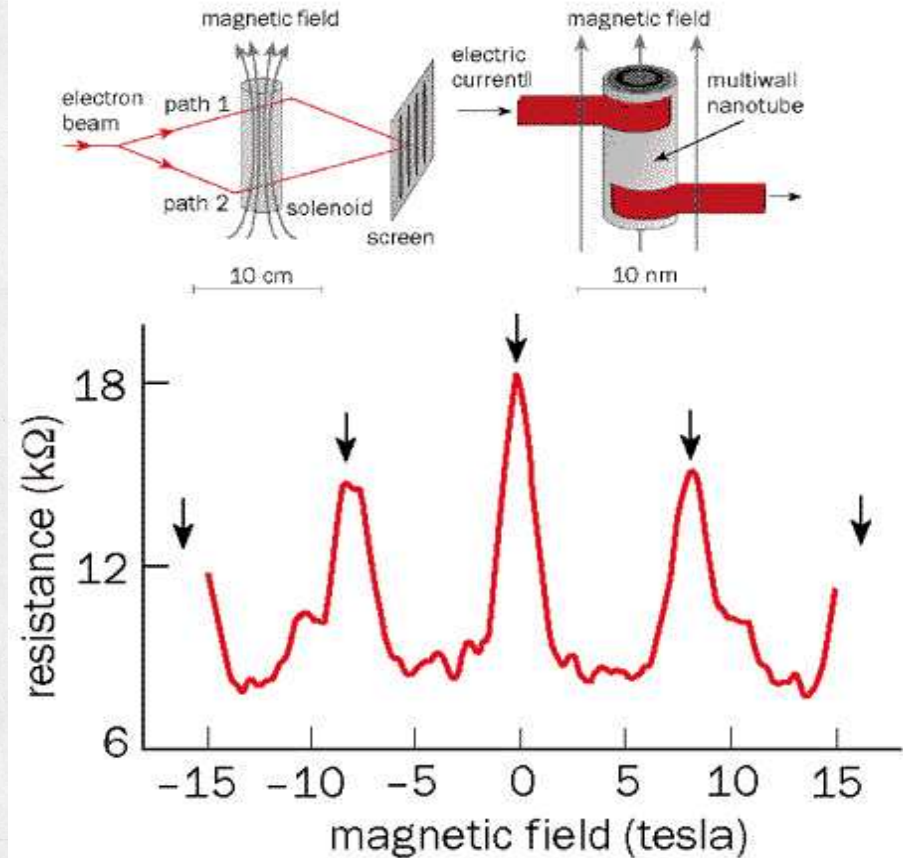 magnetic field
electron
beam
path 1
path 2
solenoid
screen
10 cm
magnetic field
electric
currentll
multiwall
nanotube
10 nm
resistance (kΩ)
18
12
6
−15 −10 −5 0 5 10 15
magnetic field (tesla)